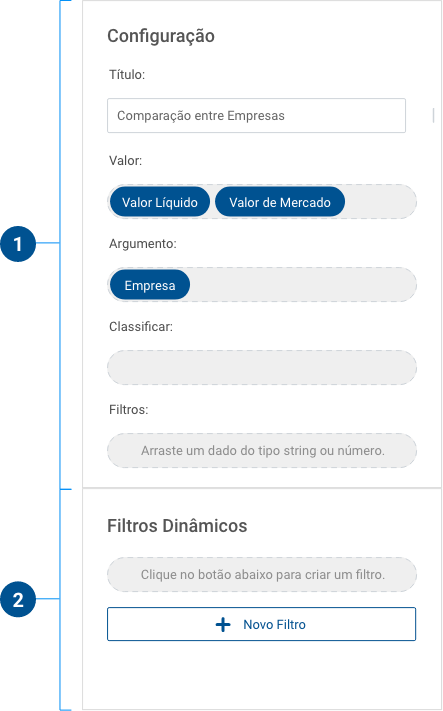 Configuração
Título:
Comparação entre Empresas
Valor:
Valor Líquido Valor de Mercado
1
Argumento:
Empresa
Classificar:
Filtros:
Arraste um dado do tipo string ou número.
Filtros Dinâmicos
Clique no botão abaixo para criar um filtro.
2
Novo Filtro